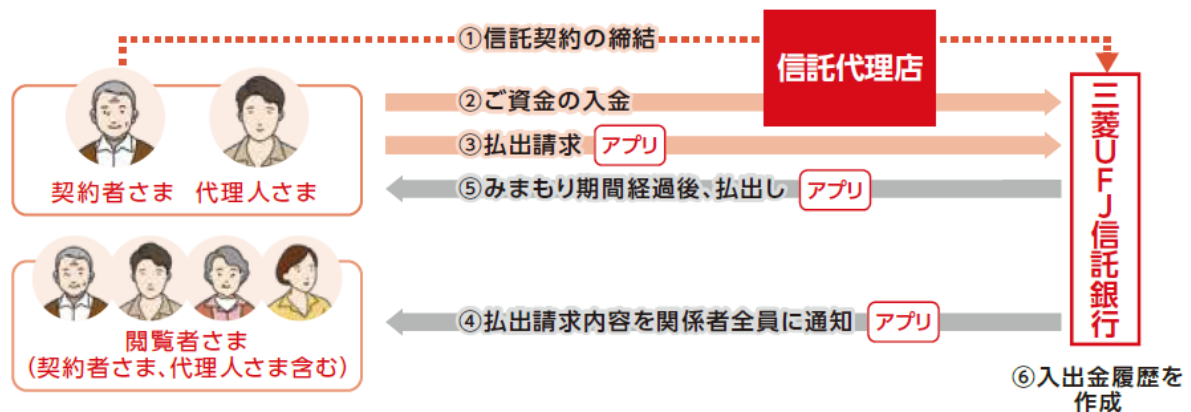 ①信託契約の締結
信託代理店
②ご資金の入金
③払出請求 アプリ
⑤みまもり期間経過後、払出し アプリ
契約者さま 代理人さま
三菱UFJ信託銀行
④払出請求内容を関係者全員に通知 アプリ
閲覧者さま
(契約者さま、代理人さま含む)
⑥入出金履歴を
作成